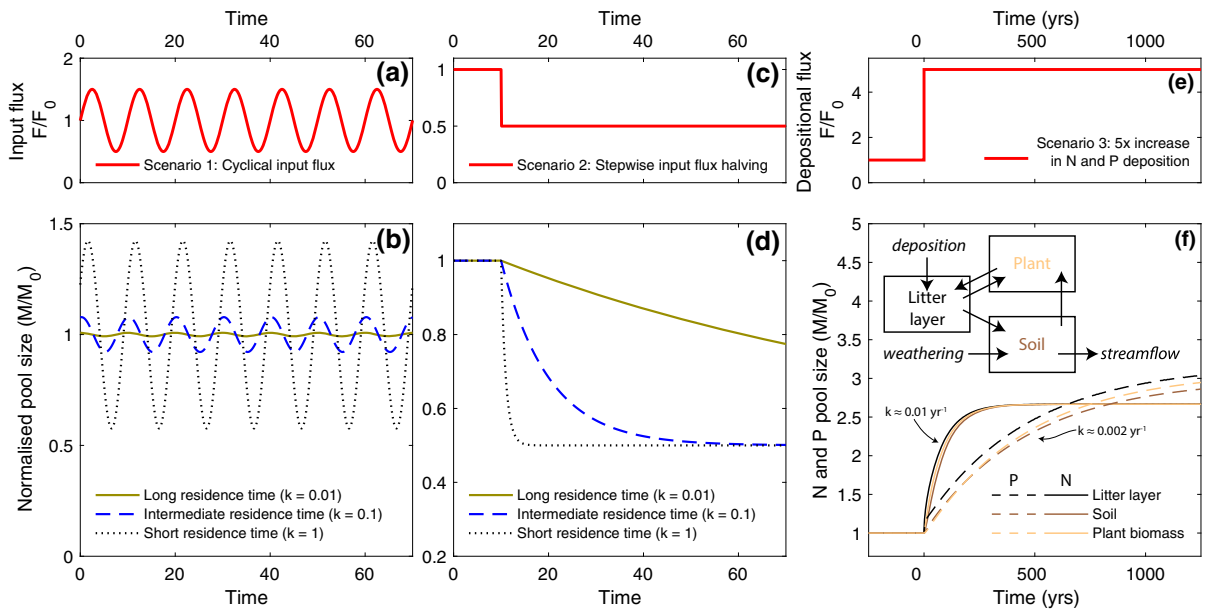 Time
0 20 40 60
Input flux
F/F0
2
1
0
(a)
Scenario 1: Cyclical input flux
Normalised pool size (M/M0)
1.5
1
0.5
0
(b)
Long residence time (k = 0.01)
Intermediate residence time (k = 0.1)
Short residence time (k = 1)
0 20 40 60
Time
Time
0 20 40 60
1
0.5
0
(c)
Scenario 2: Stepwise input flux halving
1
0.8
0.6
0.4
0.2
(d)
Long residence time (k = 0.01)
Intermediate residence time (k = 0.1)
Short residence time (k = 1)
0 20 40 60
Time
Time (yrs)
0 500 1000
Depositional flux
F/F0
4
2
0
(e)
Scenario 3: 5x increase
in N and P deposition
N and P pool size (M/M0)
5
4.5
4
3.5
3
2.5
2
1.5
1
(f)
deposition
Plant
Litter
layer
Soil
weathering
streamflow
k ≈ 0.01 yr-1
k ≈ 0.002 yr-1
P N
Litter layer
Soil
Plant biomass
0 500 1000
Time (yrs)